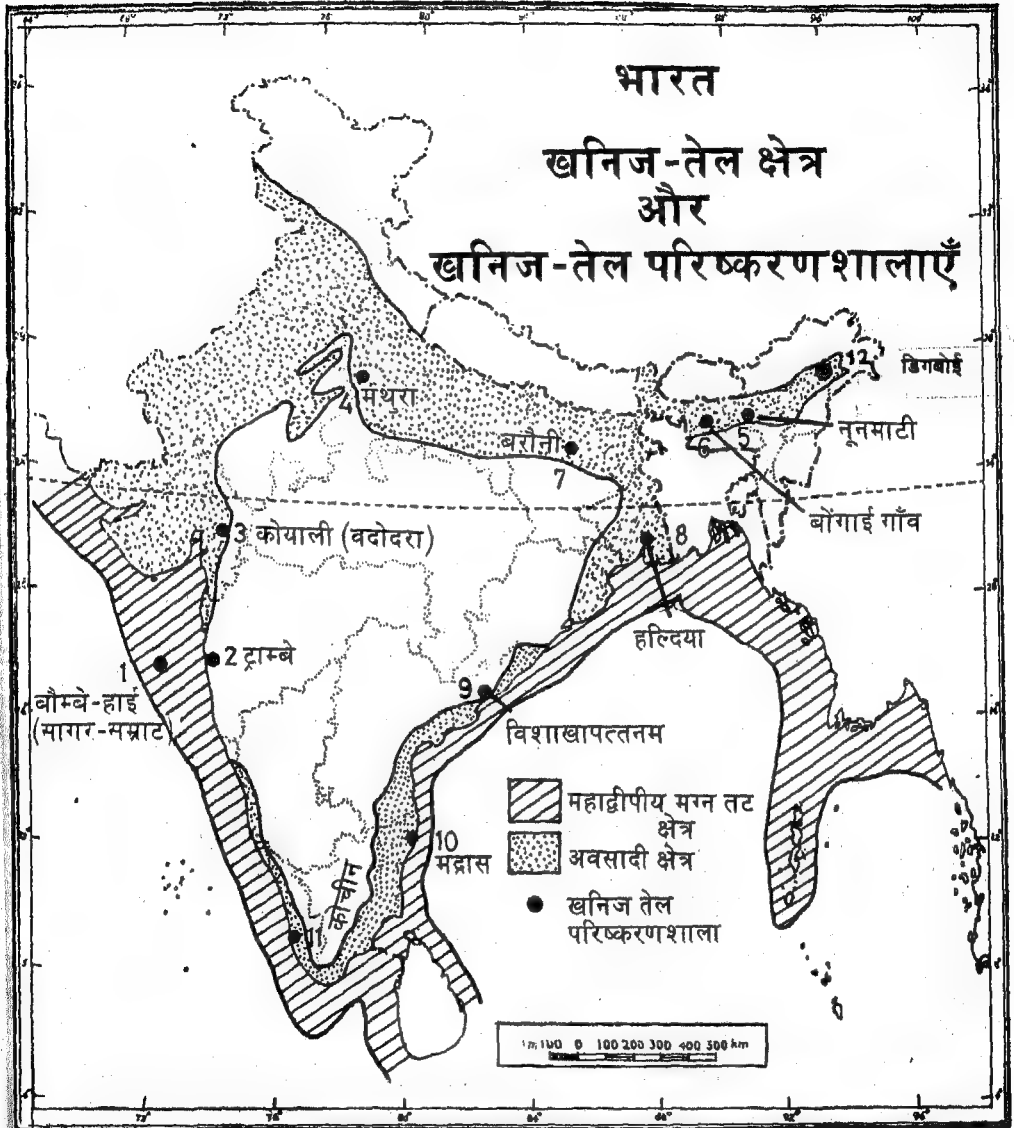 भारत
खनिज-तेल क्षेत्र
और
खनिज-तेल परिष्करणशालाएँ
12 डिगबोई
4
मथुरा
नूनमाटी
6 5
बरौनी
7
बोंगाई गाँव
3 कोयाली (वदोदरा)
8
हल्दिया
1
2 ट्राम्बे
बौम्बे-हाई
(सागर-सम्राट)
9
विशाखापत्तनम
महाद्वीपीय मग्न तट
क्षेत्र
अवसादी क्षेत्र
10
मद्रास
कोचीन
खनिज तेल
परिष्करणशाला
11
100 0 100 200 300 400 500 km